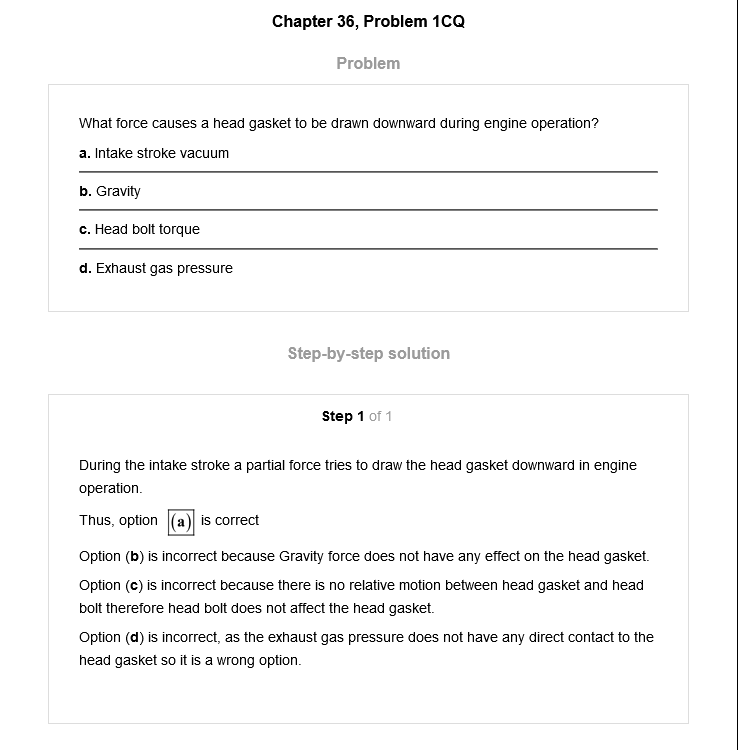 Chapter 36, Problem 1CQ
Problem
What force causes a head gasket to be drawn downward during engine operation?
a. Intake stroke vacuum
b. Gravity
c. Head bolt torque
d. Exhaust gas pressure
Step-by-step solution
Step 1 of 1
During the intake stroke a partial force tries to draw the head gasket downward in engine
operation.
Thus, option (a) is correct
Option (b) is incorrect because Gravity force does not have any effect on the head gasket.
Option (c) is incorrect because there is no relative motion between head gasket and head
bolt therefore head bolt does not affect the head gasket.
Option (d) is incorrect, as the exhaust gas pressure does not have any direct contact to the
head gasket so it is a wrong option.